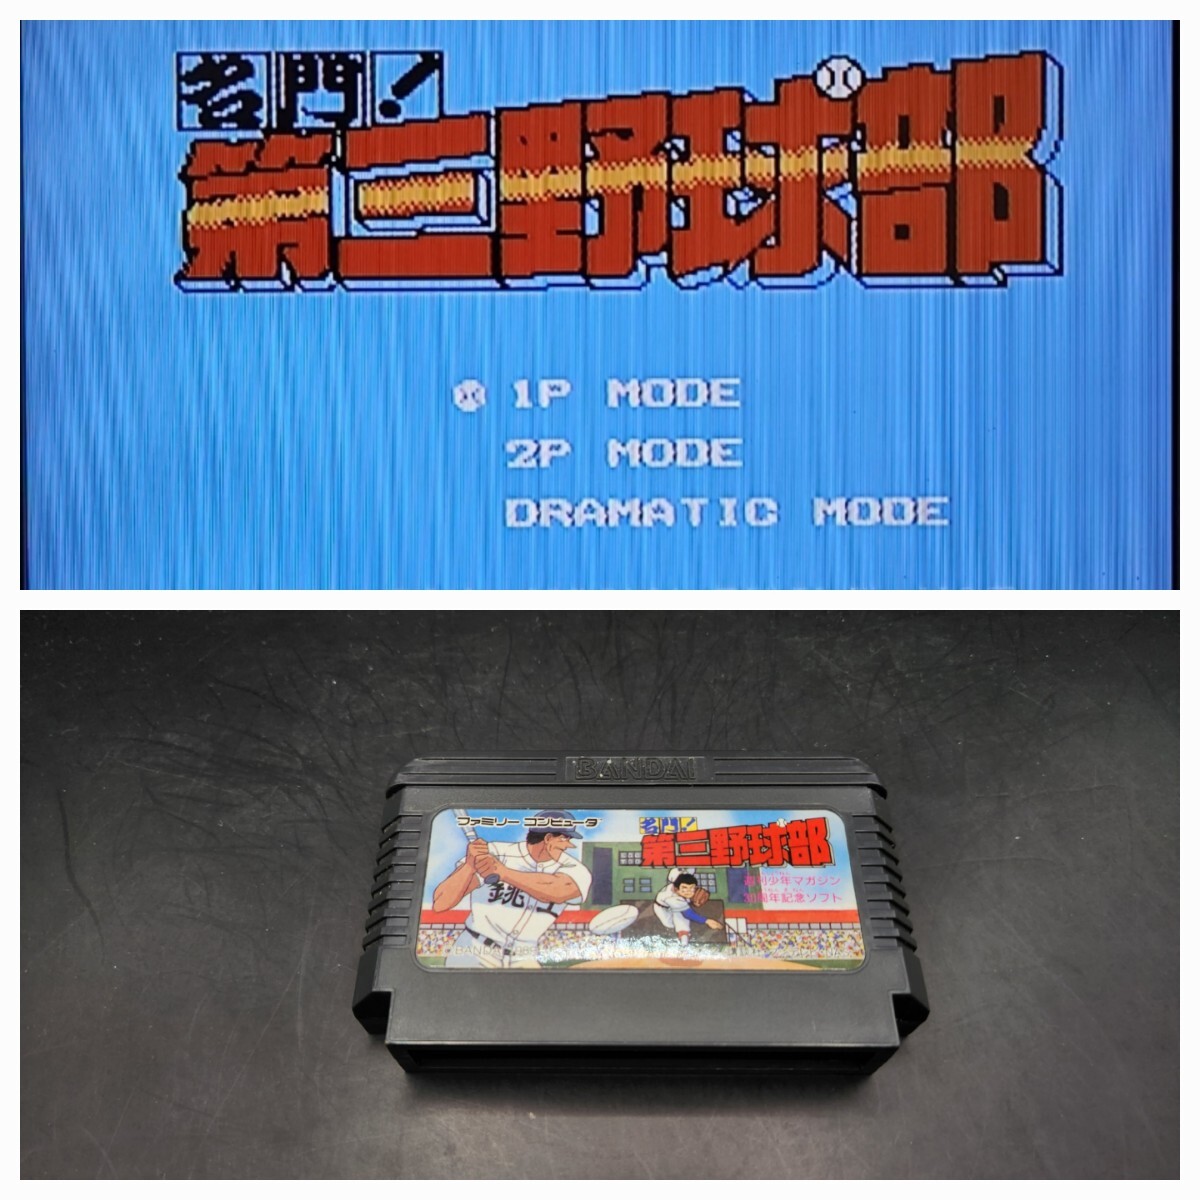 名門!
第三野球部
1P MODE
2P MODE
DRAMATIC MODE
BANDAI
ファミリーコンピュータ
名門!
第三野球部
週刊少年マガジン
30周年記念ソフト
銚
BANDAI